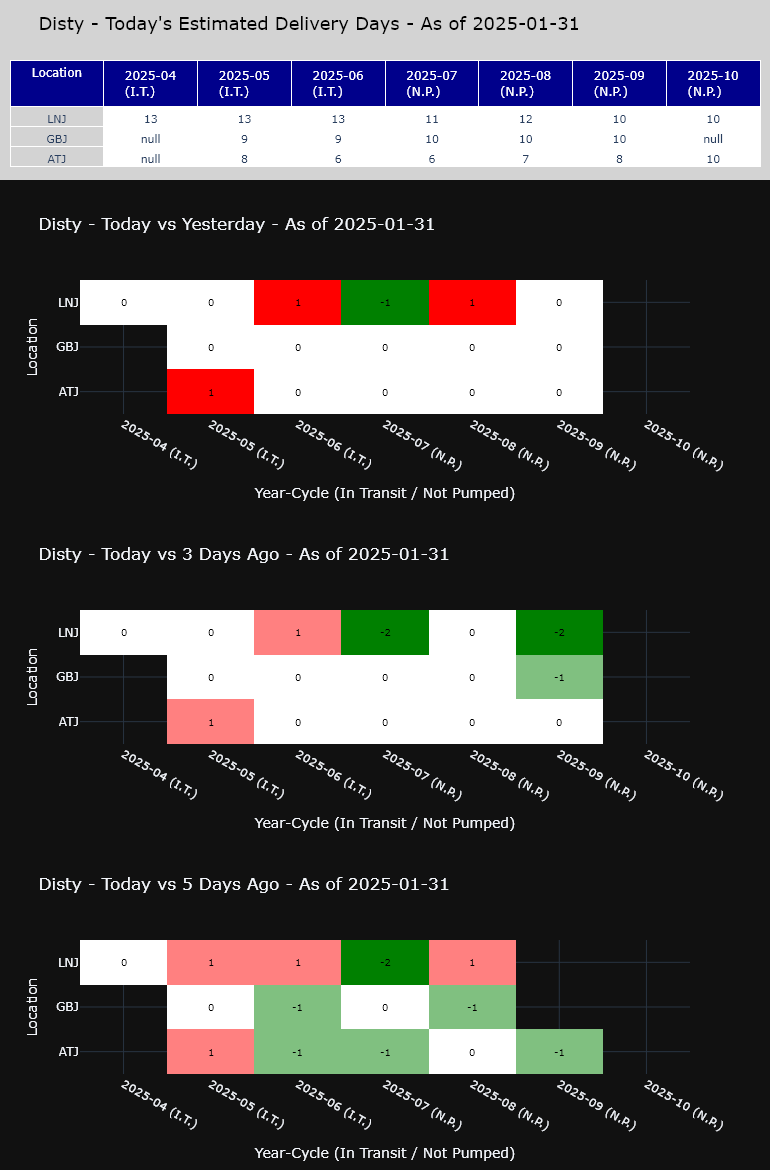 Disty - Today's Estimated Delivery Days - As of 2025-01-31
Location 2025-04 (I.T.) 2025-05 (I.T.) 2025-06 (I.T.) 2025-07 (N.P.) 2025-08 (N.P.) 2025-09 (N.P.) 2025-10 (N.P.)
LNJ 13 13 13 11 12 10 10
GBJ null 9 9 10 10 10 null
ATJ null 8 6 6 7 8 10
Disty - Today vs Yesterday - As of 2025-01-31
Location
LNJ 0 0 1 -1 1 0
GBJ 0 0 0 0 0
ATJ 1 0 0 0 0
2025-04 (I.T.) 2025-05 (I.T.) 2025-06 (I.T.) 2025-07 (N.P.) 2025-08 (N.P.) 2025-09 (N.P.) 2025-10 (N.P.)
Year-Cycle (In Transit / Not Pumped)
Disty - Today vs 3 Days Ago - As of 2025-01-31
Location
LNJ 0 0 1 -2 0 -2
GBJ 0 0 0 0 -1
ATJ 1 0 0 0 0
2025-04 (I.T.) 2025-05 (I.T.) 2025-06 (I.T.) 2025-07 (N.P.) 2025-08 (N.P.) 2025-09 (N.P.) 2025-10 (N.P.)
Year-Cycle (In Transit / Not Pumped)
Disty - Today vs 5 Days Ago - As of 2025-01-31
Location
LNJ 0 1 1 -2 1
GBJ 0 -1 0 -1
ATJ 1 -1 -1 0 -1
2025-04 (I.T.) 2025-05 (I.T.) 2025-06 (I.T.) 2025-07 (N.P.) 2025-08 (N.P.) 2025-09 (N.P.) 2025-10 (N.P.)
Year-Cycle (In Transit / Not Pumped)